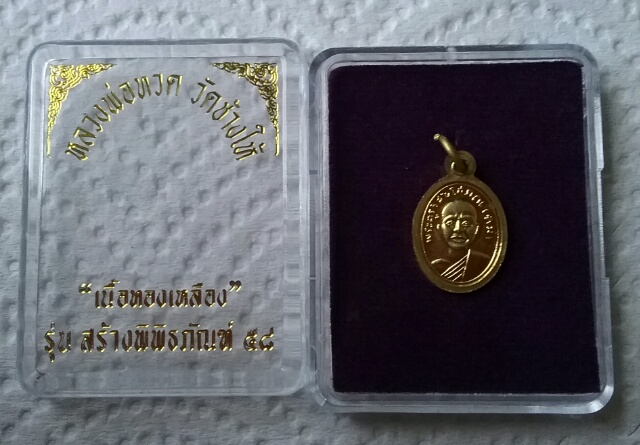 หลวงพ่อทวด วัดช้างให้
“เนื้อทองเหลือง”
รุ่น สร้างพิพิธภัณฑ์ ๕๘